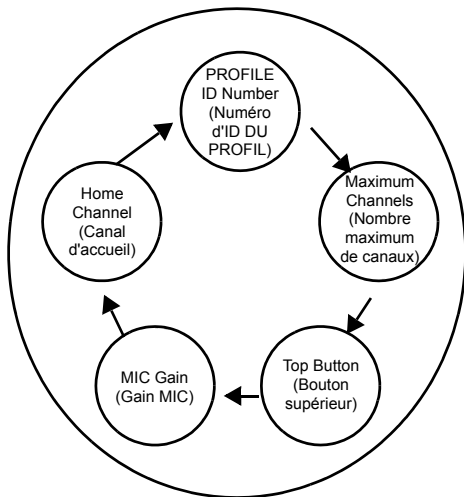 PROFILE
ID Number
(Numéro
d'ID DU
PROFIL)
Maximum
Channels
(Nombre
maximum
de canaux)
Top Button
(Bouton
supérieur)
MIC Gain
(Gain MIC)
Home
Channel
(Canal
d'accueil)